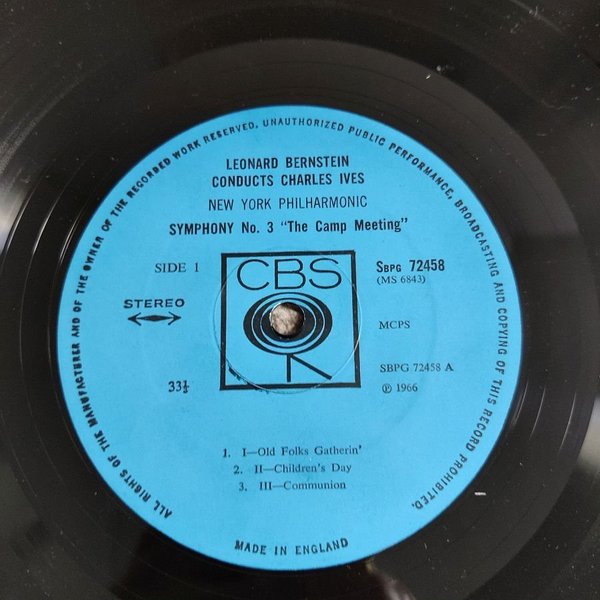 ALL RIGHTS OF THE MANUFACTURER AND OF THE OWNER OF THE RECORDED WORK RESERVED. UNAUTHORIZED PUBLIC PERFORMANCE, BROADCASTING AND COPYING OF THIS RECORD PROHIBITED.
LEONARD BERNSTEIN
CONDUCTS CHARLES IVES
NEW YORK PHILHARMONIC
SYMPHONY No. 3 "The Camp Meeting"
SIDE 1
CBS
SBPG 72458
(MS 6843)
STEREO
MCPS
33⅓
SBPG 72458 A
℗ 1966
1. I—Old Folks Gatherin'
2. II—Children's Day
3. III—Communion
MADE IN ENGLAND